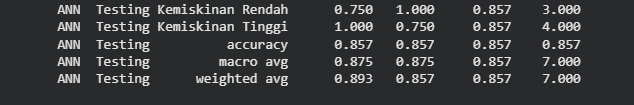 ANN Testing Kemiskinan Rendah 0.750 1.000 0.857 3.000
ANN Testing Kemiskinan Tinggi 1.000 0.750 0.857 4.000
ANN Testing accuracy 0.857 0.857 0.857 0.857
ANN Testing macro avg 0.875 0.875 0.857 7.000
ANN Testing weighted avg 0.893 0.857 0.857 7.000